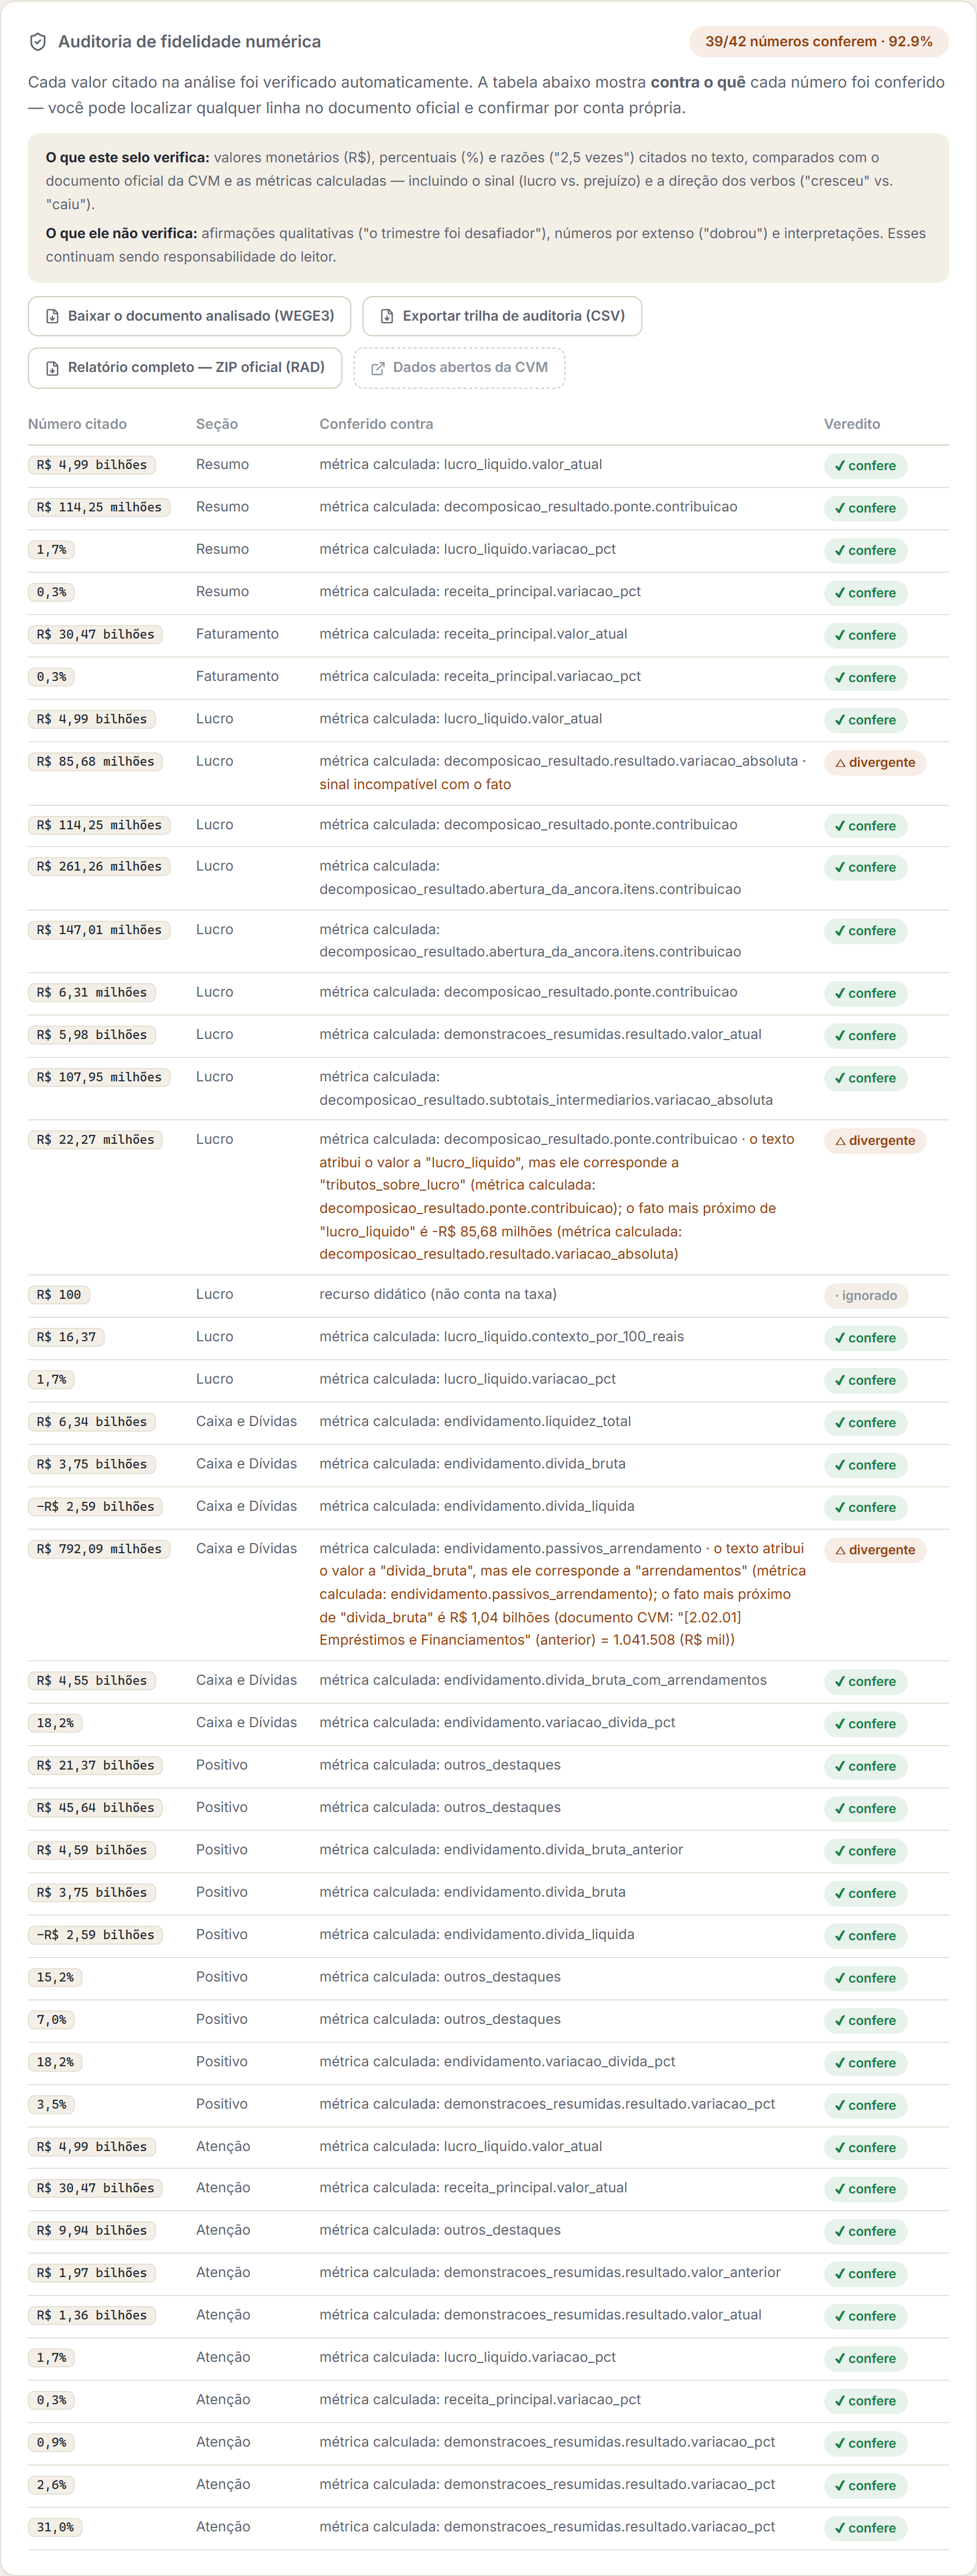 Auditoria de fidelidade numérica
39/42 números conferem · 92.9%
Cada valor citado na análise foi verificado automaticamente. A tabela abaixo mostra contra o quê cada número foi conferido
— você pode localizar qualquer linha no documento oficial e confirmar por conta própria.
O que este selo verifica: valores monetários (R$), percentuais (%) e razões ("2,5 vezes") citados no texto, comparados com o
documento oficial da CVM e as métricas calculadas — incluindo o sinal (lucro vs. prejuízo) e a direção dos verbos ("cresceu" vs.
"caiu").
O que ele não verifica: afirmações qualitativas ("o trimestre foi desafiador"), números por extenso ("dobrou") e interpretações. Esses
continuam sendo responsabilidade do leitor.
Baixar o documento analisado (WEGE3) Exportar trilha de auditoria (CSV)
Relatório completo — ZIP oficial (RAD) Dados abertos da CVM
Número citado Seção Conferido contra Veredito
R$ 4,99 bilhões Resumo métrica calculada: lucro_liquido.valor_atual ✓ confere
R$ 114,25 milhões Resumo métrica calculada: decomposicao_resultado.ponte.contribuicao ✓ confere
1,7% Resumo métrica calculada: lucro_liquido.variacao_pct ✓ confere
0,3% Resumo métrica calculada: receita_principal.variacao_pct ✓ confere
R$ 30,47 bilhões Faturamento métrica calculada: receita_principal.valor_atual ✓ confere
0,3% Faturamento métrica calculada: receita_principal.variacao_pct ✓ confere
R$ 4,99 bilhões Lucro métrica calculada: lucro_liquido.valor_atual ✓ confere
R$ 85,68 milhões Lucro métrica calculada: decomposicao_resultado.resultado.variacao_absoluta · △ divergente
sinal incompatível com o fato
R$ 114,25 milhões Lucro métrica calculada: decomposicao_resultado.ponte.contribuicao ✓ confere
R$ 261,26 milhões Lucro métrica calculada: ✓ confere
decomposicao_resultado.abertura_da_ancora.itens.contribuicao
R$ 147,01 milhões Lucro métrica calculada: ✓ confere
decomposicao_resultado.abertura_da_ancora.itens.contribuicao
R$ 6,31 milhões Lucro métrica calculada: decomposicao_resultado.ponte.contribuicao ✓ confere
R$ 5,98 bilhões Lucro métrica calculada: demonstracoes_resumidas.resultado.valor_atual ✓ confere
R$ 107,95 milhões Lucro métrica calculada: ✓ confere
decomposicao_resultado.subtotais_intermediarios.variacao_absoluta
R$ 22,27 milhões Lucro métrica calculada: decomposicao_resultado.ponte.contribuicao · o texto △ divergente
atribui o valor a "lucro_liquido", mas ele corresponde a
"tributos_sobre_lucro" (métrica calculada:
decomposicao_resultado.ponte.contribuicao); o fato mais próximo de
"lucro_liquido" é -R$ 85,68 milhões (métrica calculada:
decomposicao_resultado.resultado.variacao_absoluta)
R$ 100 Lucro recurso didático (não conta na taxa) · ignorado
R$ 16,37 Lucro métrica calculada: lucro_liquido.contexto_por_100_reais ✓ confere
1,7% Lucro métrica calculada: lucro_liquido.variacao_pct ✓ confere
R$ 6,34 bilhões Caixa e Dívidas métrica calculada: endividamento.liquidez_total ✓ confere
R$ 3,75 bilhões Caixa e Dívidas métrica calculada: endividamento.divida_bruta ✓ confere
−R$ 2,59 bilhões Caixa e Dívidas métrica calculada: endividamento.divida_liquida ✓ confere
R$ 792,09 milhões Caixa e Dívidas métrica calculada: endividamento.passivos_arrendamento · o texto atribui △ divergente
o valor a "divida_bruta", mas ele corresponde a "arrendamentos" (métrica
calculada: endividamento.passivos_arrendamento); o fato mais próximo
de "divida_bruta" é R$ 1,04 bilhões (documento CVM: "[2.02.01]
Empréstimos e Financiamentos" (anterior) = 1.041.508 (R$ mil))
R$ 4,55 bilhões Caixa e Dívidas métrica calculada: endividamento.divida_bruta_com_arrendamentos ✓ confere
18,2% Caixa e Dívidas métrica calculada: endividamento.variacao_divida_pct ✓ confere
R$ 21,37 bilhões Positivo métrica calculada: outros_destaques ✓ confere
R$ 45,64 bilhões Positivo métrica calculada: outros_destaques ✓ confere
R$ 4,59 bilhões Positivo métrica calculada: endividamento.divida_bruta_anterior ✓ confere
R$ 3,75 bilhões Positivo métrica calculada: endividamento.divida_bruta ✓ confere
−R$ 2,59 bilhões Positivo métrica calculada: endividamento.divida_liquida ✓ confere
15,2% Positivo métrica calculada: outros_destaques ✓ confere
7,0% Positivo métrica calculada: outros_destaques ✓ confere
18,2% Positivo métrica calculada: endividamento.variacao_divida_pct ✓ confere
3,5% Positivo métrica calculada: demonstracoes_resumidas.resultado.variacao_pct ✓ confere
R$ 4,99 bilhões Atenção métrica calculada: lucro_liquido.valor_atual ✓ confere
R$ 30,47 bilhões Atenção métrica calculada: receita_principal.valor_atual ✓ confere
R$ 9,94 bilhões Atenção métrica calculada: outros_destaques ✓ confere
R$ 1,97 bilhões Atenção métrica calculada: demonstracoes_resumidas.resultado.valor_anterior ✓ confere
R$ 1,36 bilhões Atenção métrica calculada: demonstracoes_resumidas.resultado.valor_atual ✓ confere
1,7% Atenção métrica calculada: lucro_liquido.variacao_pct ✓ confere
0,3% Atenção métrica calculada: receita_principal.variacao_pct ✓ confere
0,9% Atenção métrica calculada: demonstracoes_resumidas.resultado.variacao_pct ✓ confere
2,6% Atenção métrica calculada: demonstracoes_resumidas.resultado.variacao_pct ✓ confere
31,0% Atenção métrica calculada: demonstracoes_resumidas.resultado.variacao_pct ✓ confere